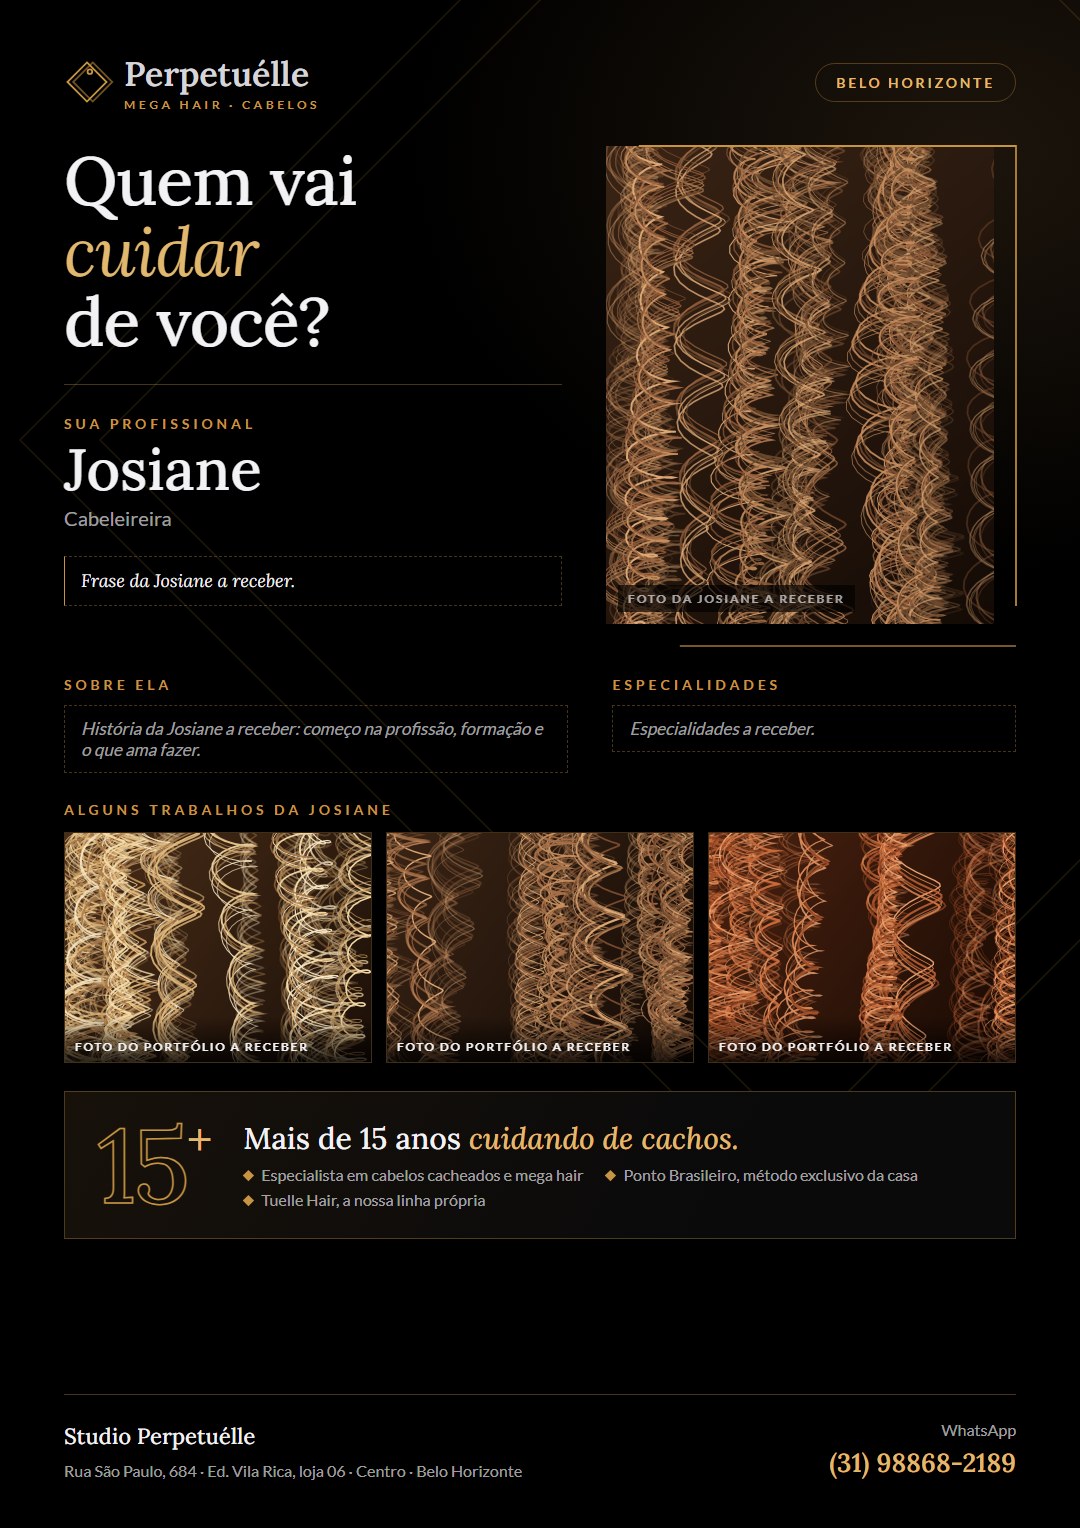 Perpetuélle
MEGA HAIR · CABELOS
BELO HORIZONTE
Quem vai
cuidar
de você?
SUA PROFISSIONAL
Josiane
Cabeleireira
Frase da Josiane a receber.
FOTO DA JOSIANE A RECEBER
SOBRE ELA
História da Josiane a receber: começo na profissão, formação e
o que ama fazer.
ESPECIALIDADES
Especialidades a receber.
ALGUNS TRABALHOS DA JOSIANE
FOTO DO PORTFÓLIO A RECEBER
FOTO DO PORTFÓLIO A RECEBER
FOTO DO PORTFÓLIO A RECEBER
15+
Mais de 15 anos cuidando de cachos.
Especialista em cabelos cacheados e mega hair
Ponto Brasileiro, método exclusivo da casa
Tuelle Hair, a nossa linha própria
Studio Perpetuélle
Rua São Paulo, 684 · Ed. Vila Rica, loja 06 · Centro · Belo Horizonte
WhatsApp
(31) 98868-2189